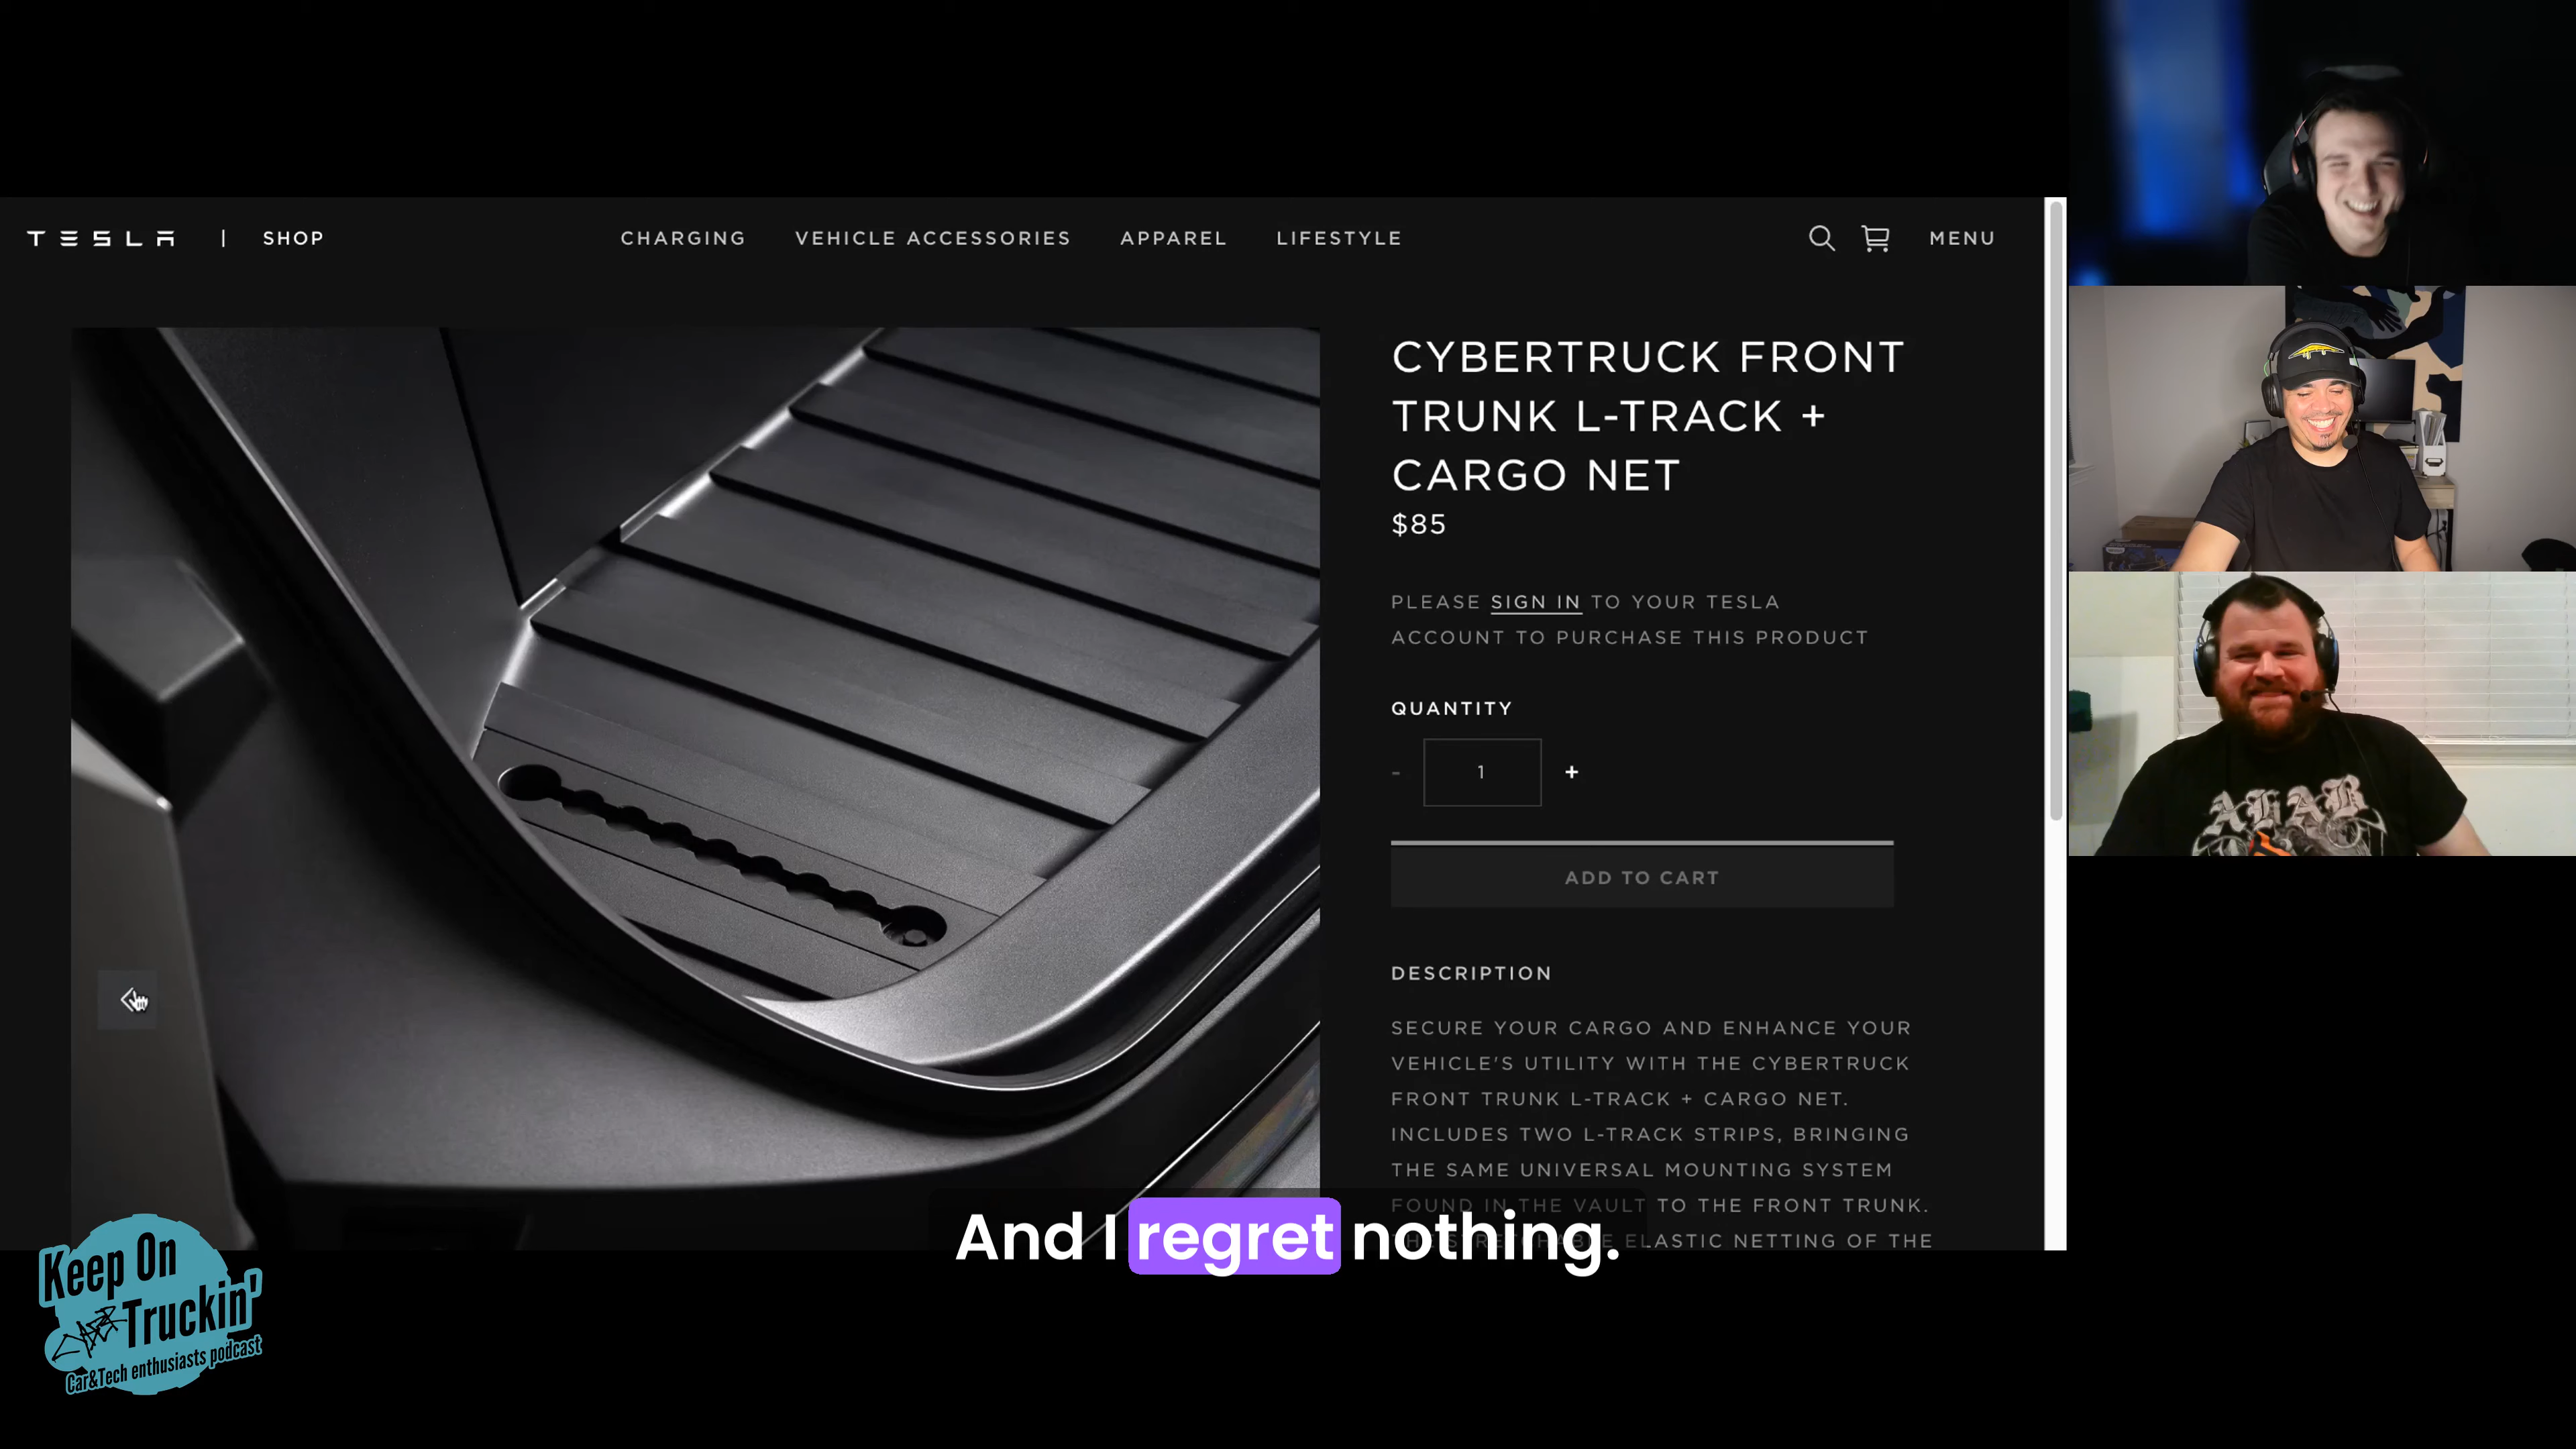 TESLA | SHOP
CHARGING VEHICLE ACCESSORIES APPAREL LIFESTYLE
MENU
CYBERTRUCK FRONT
TRUNK L-TRACK +
CARGO NET
$85
PLEASE SIGN IN TO YOUR TESLA
ACCOUNT TO PURCHASE THIS PRODUCT
QUANTITY
- 1 +
ADD TO CART
DESCRIPTION
SECURE YOUR CARGO AND ENHANCE YOUR
VEHICLE'S UTILITY WITH THE CYBERTRUCK
FRONT TRUNK L-TRACK + CARGO NET.
INCLUDES TWO L-TRACK STRIPS, BRINGING
THE SAME UNIVERSAL MOUNTING SYSTEM
FOUND IN THE VAULT TO THE FRONT TRUNK.
ELASTIC NETTING OF THE
And I regret nothing.
Keep On
Truckin'
Car&Tech enthusiasts podcast
AHAB